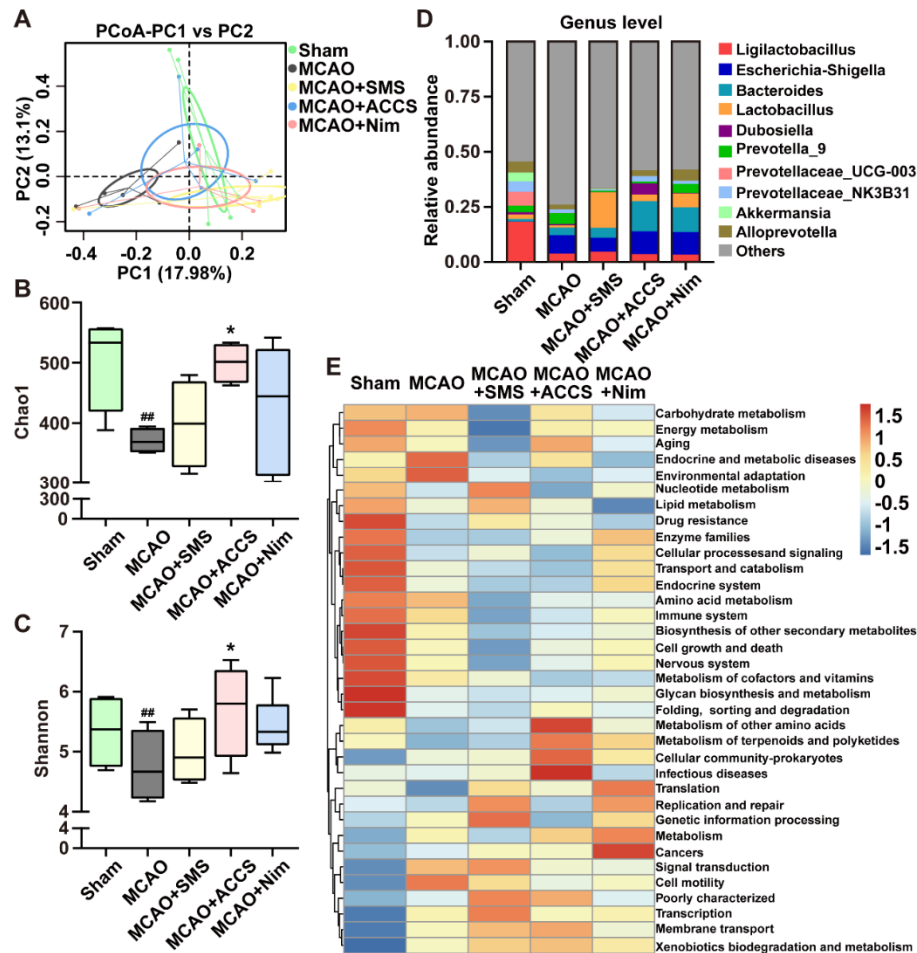 A
PCoA-PC1 vs PC2
PC2 (13.1%)
0.4
0.2
0.0
-0.2
-0.4 -0.2 0.0 0.2
PC1 (17.98%)
Sham
MCAO
MCAO+SMS
MCAO+ACCS
MCAO+Nim
D
Genus level
Relative abundance
1.00
0.75
0.50
0.25
0.00
Sham
MCAO
MCAO+SMS
MCAO+ACCS
MCAO+Nim
Ligilactobacillus
Escherichia-Shigella
Bacteroides
Lactobacillus
Dubosiella
Prevotella_9
Prevotellaceae_UCG-003
Prevotellaceae_NK3B31
Akkermansia
Alloprevotella
Others
B
Chao1
600
500
400
300
300
0
##
*
Sham
MCAO
MCAO+SMS
MCAO+ACCS
MCAO+Nim
C
Shannon
7
6
5
4
4
0
##
*
Sham
MCAO
MCAO+SMS
MCAO+ACCS
MCAO+Nim
E
Sham MCAO MCAO+SMS MCAO+ACCS MCAO+Nim
Carbohydrate metabolism
Energy metabolism
Aging
Endocrine and metabolic diseases
Environmental adaptation
Nucleotide metabolism
Lipid metabolism
Drug resistance
Enzyme families
Cellular processesand signaling
Transport and catabolism
Endocrine system
Amino acid metabolism
Immune system
Biosynthesis of other secondary metabolites
Cell growth and death
Nervous system
Metabolism of cofactors and vitamins
Glycan biosynthesis and metabolism
Folding, sorting and degradation
Metabolism of other amino acids
Metabolism of terpenoids and polyketides
Cellular community-prokaryotes
Infectious diseases
Translation
Replication and repair
Genetic information processing
Metabolism
Cancers
Signal transduction
Cell motility
Poorly characterized
Transcription
Membrane transport
Xenobiotics biodegradation and metabolism
1.5
1
0.5
0
-0.5
-1
-1.5